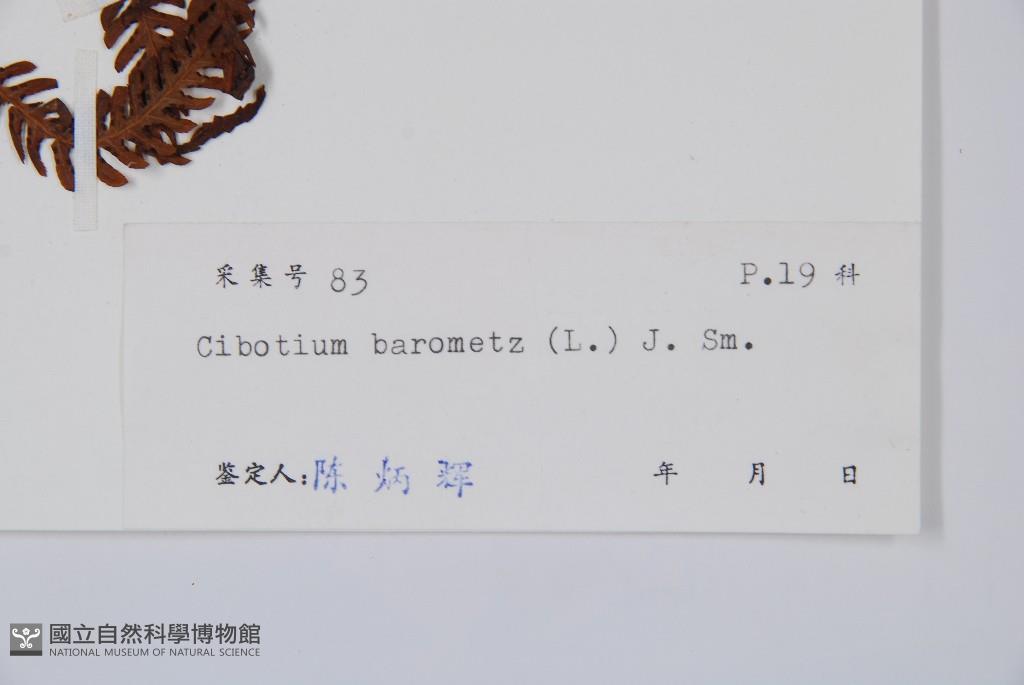 采集号 83 P.19 科
Cibotium barometz (L.) J. Sm.
鉴定人: 陈炳辉 年 月 日
國立自然科學博物館
NATIONAL MUSEUM OF NATURAL SCIENCE